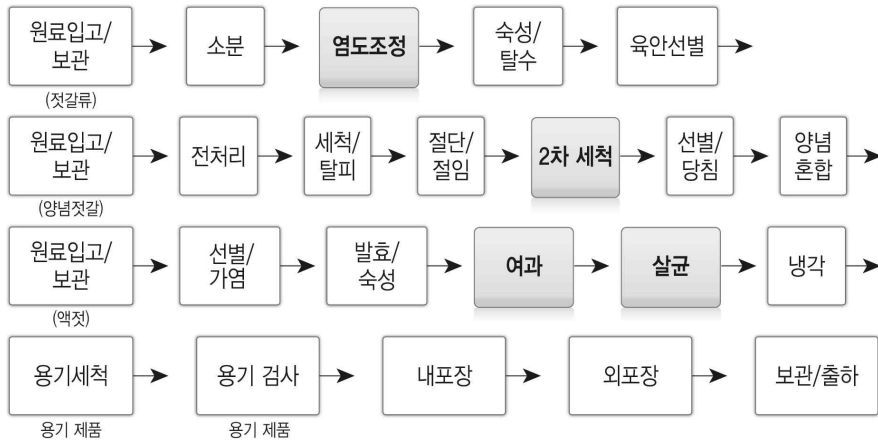 원료입고/
보관
소분
염도조정
숙성/
탈수
육안선별
(젓갈류)
원료입고/
보관
전처리
세척/
탈피
절단/
절임
2차 세척
선별/
당침
양념
혼합
(양념젓갈)
원료입고/
보관
선별/
가염
발효/
숙성
여과
살균
냉각
(액젓)
용기세척
용기 검사
내포장
외포장
보관/출하
용기 제품
용기 제품